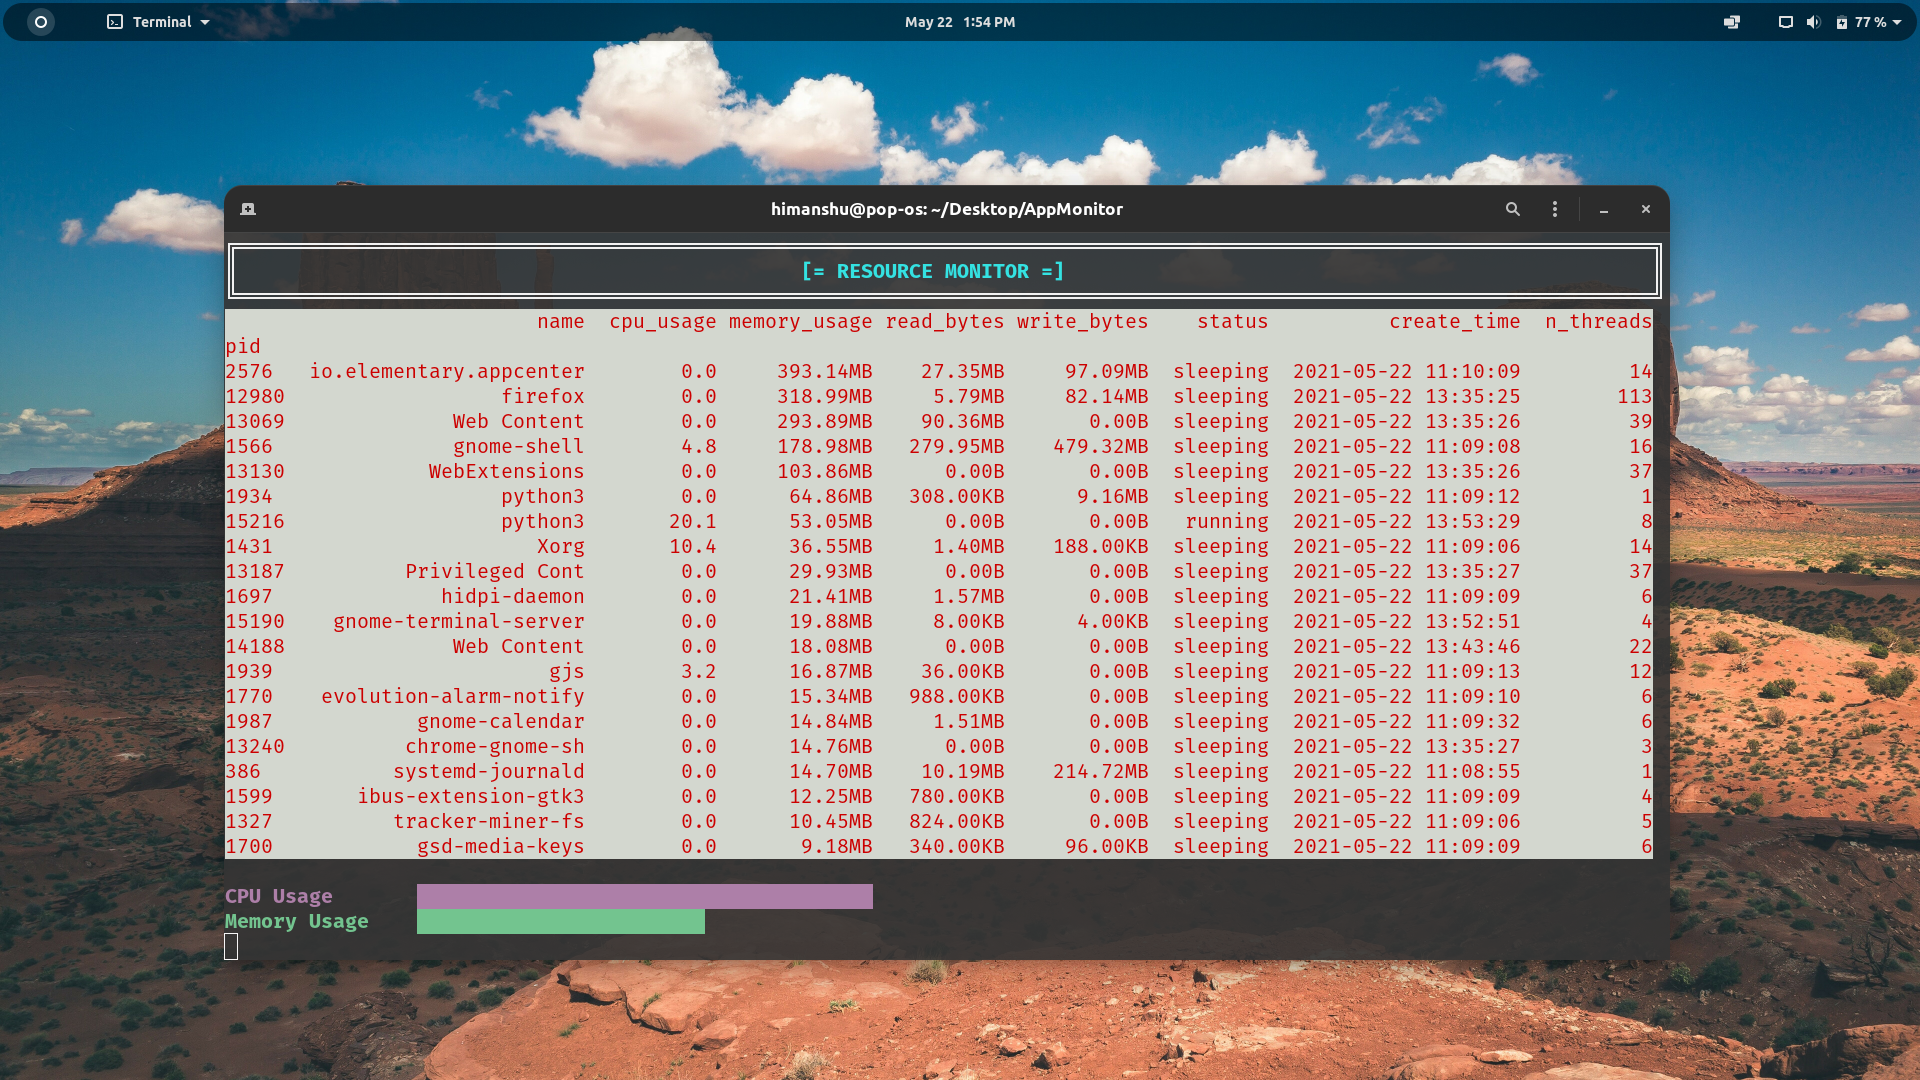 Terminal
May 22 1:54 PM
77 %
himanshu@pop-os: ~/Desktop/AppMonitor
[= RESOURCE MONITOR =]
name cpu_usage memory_usage read_bytes write_bytes status create_time n_threads
pid
2576 io.elementary.appcenter 0.0 393.14MB 27.35MB 97.09MB sleeping 2021-05-22 11:10:09 14
12980 firefox 0.0 318.99MB 5.79MB 82.14MB sleeping 2021-05-22 13:35:25 113
13069 Web Content 0.0 293.89MB 90.36MB 0.00B sleeping 2021-05-22 13:35:26 39
1566 gnome-shell 4.8 178.98MB 279.95MB 479.32MB sleeping 2021-05-22 11:09:08 16
13130 WebExtensions 0.0 103.86MB 0.00B 0.00B sleeping 2021-05-22 13:35:26 37
1934 python3 0.0 64.86MB 308.00KB 9.16MB sleeping 2021-05-22 11:09:12 1
15216 python3 20.1 53.05MB 0.00B 0.00B running 2021-05-22 13:53:29 8
1431 Xorg 10.4 36.55MB 1.40MB 188.00KB sleeping 2021-05-22 11:09:06 14
13187 Privileged Cont 0.0 29.93MB 0.00B 0.00B sleeping 2021-05-22 13:35:27 37
1697 hidpi-daemon 0.0 21.41MB 1.57MB 0.00B sleeping 2021-05-22 11:09:09 6
15190 gnome-terminal-server 0.0 19.88MB 8.00KB 4.00KB sleeping 2021-05-22 13:52:51 4
14188 Web Content 0.0 18.08MB 0.00B 0.00B sleeping 2021-05-22 13:43:46 22
1939 gjs 3.2 16.87MB 36.00KB 0.00B sleeping 2021-05-22 11:09:13 12
1770 evolution-alarm-notify 0.0 15.34MB 988.00KB 0.00B sleeping 2021-05-22 11:09:10 6
1987 gnome-calendar 0.0 14.84MB 1.51MB 0.00B sleeping 2021-05-22 11:09:32 6
13240 chrome-gnome-sh 0.0 14.76MB 0.00B 0.00B sleeping 2021-05-22 13:35:27 3
386 systemd-journald 0.0 14.70MB 10.19MB 214.72MB sleeping 2021-05-22 11:08:55 1
1599 ibus-extension-gtk3 0.0 12.25MB 780.00KB 0.00B sleeping 2021-05-22 11:09:09 4
1327 tracker-miner-fs 0.0 10.45MB 824.00KB 0.00B sleeping 2021-05-22 11:09:06 5
1700 gsd-media-keys 0.0 9.18MB 340.00KB 96.00KB sleeping 2021-05-22 11:09:09 6
CPU Usage
Memory Usage